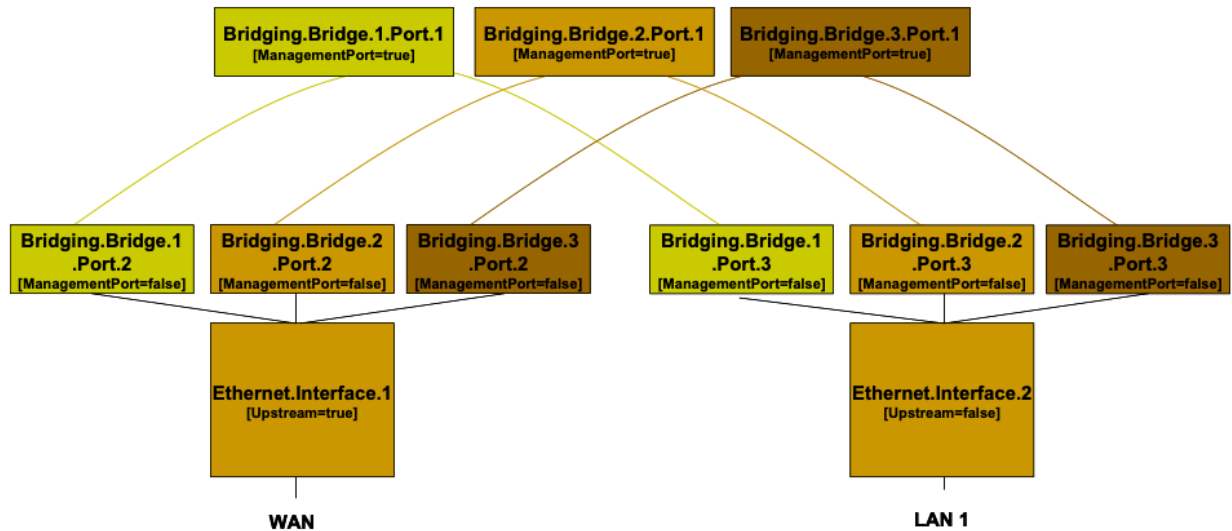 Bridging.Bridge.1.Port.1
[ManagementPort=true]
Bridging.Bridge.2.Port.1
[ManagementPort=true]
Bridging.Bridge.3.Port.1
[ManagementPort=true]
Bridging.Bridge.1
.Port.2
[ManagementPort=false]
Bridging.Bridge.2
.Port.2
[ManagementPort=false]
Bridging.Bridge.3
.Port.2
[ManagementPort=false]
Bridging.Bridge.1
.Port.3
[ManagementPort=false]
Bridging.Bridge.2
.Port.3
[ManagementPort=false]
Bridging.Bridge.3
.Port.3
[ManagementPort=false]
Ethernet.Interface.1
[Upstream=true]
Ethernet.Interface.2
[Upstream=false]
WAN
LAN 1